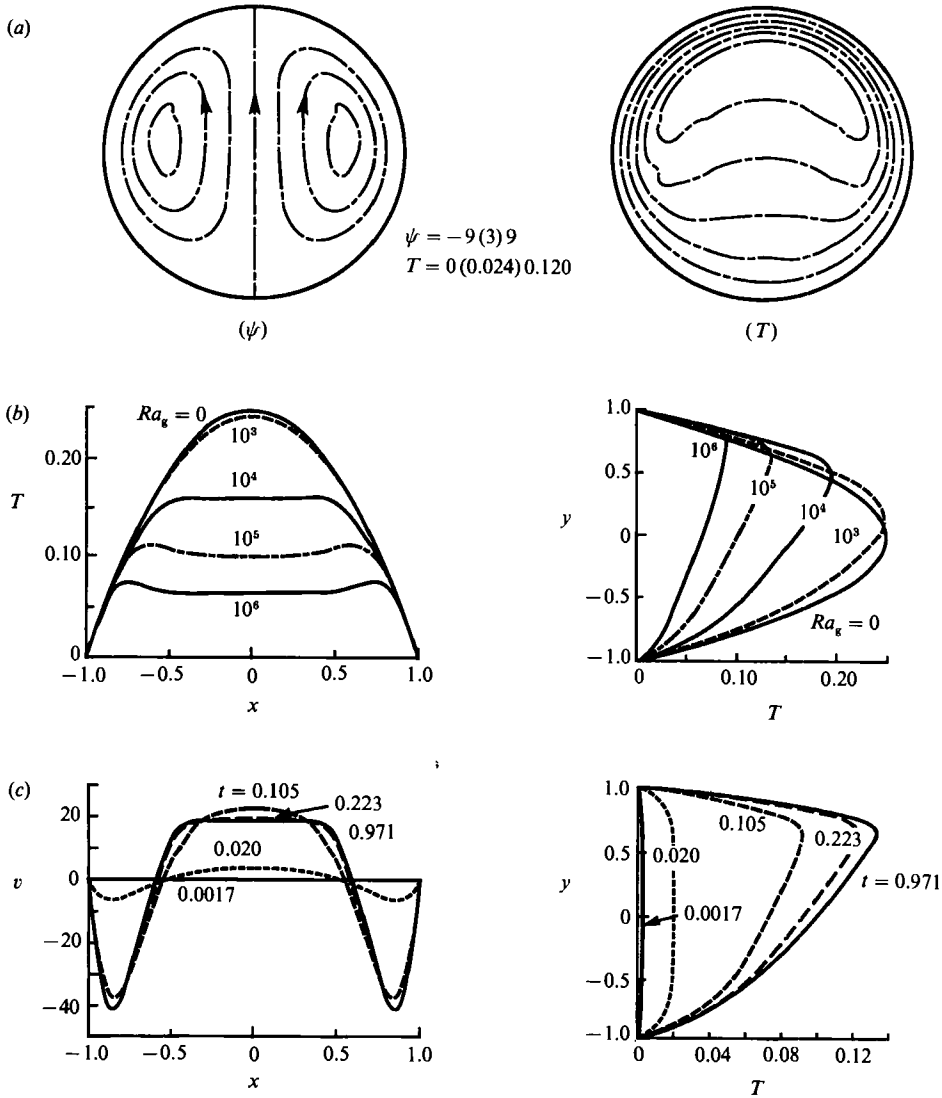 (a)
ψ = −9 (3) 9
T = 0 (0.024) 0.120
(ψ)
(T)
(b)
T
0.20
0.10
0
Ra_g = 0
10³
10⁴
10⁵
10⁶
−1.0
−0.5
0
0.5
1.0
x
y
1.0
0.5
0
−0.5
−1.0
10⁶
10⁵
10⁴
10³
Ra_g = 0
0
0.10
0.20
T
(c)
v
20
0
−20
−40
t = 0.105
0.223
0.971
0.020
0.0017
−1.0
−0.5
0
0.5
1.0
x
y
1.0
0.5
0
−0.5
−1.0
0.105
0.223
0.020
t = 0.971
0.0017
0
0.04
0.08
0.12
T